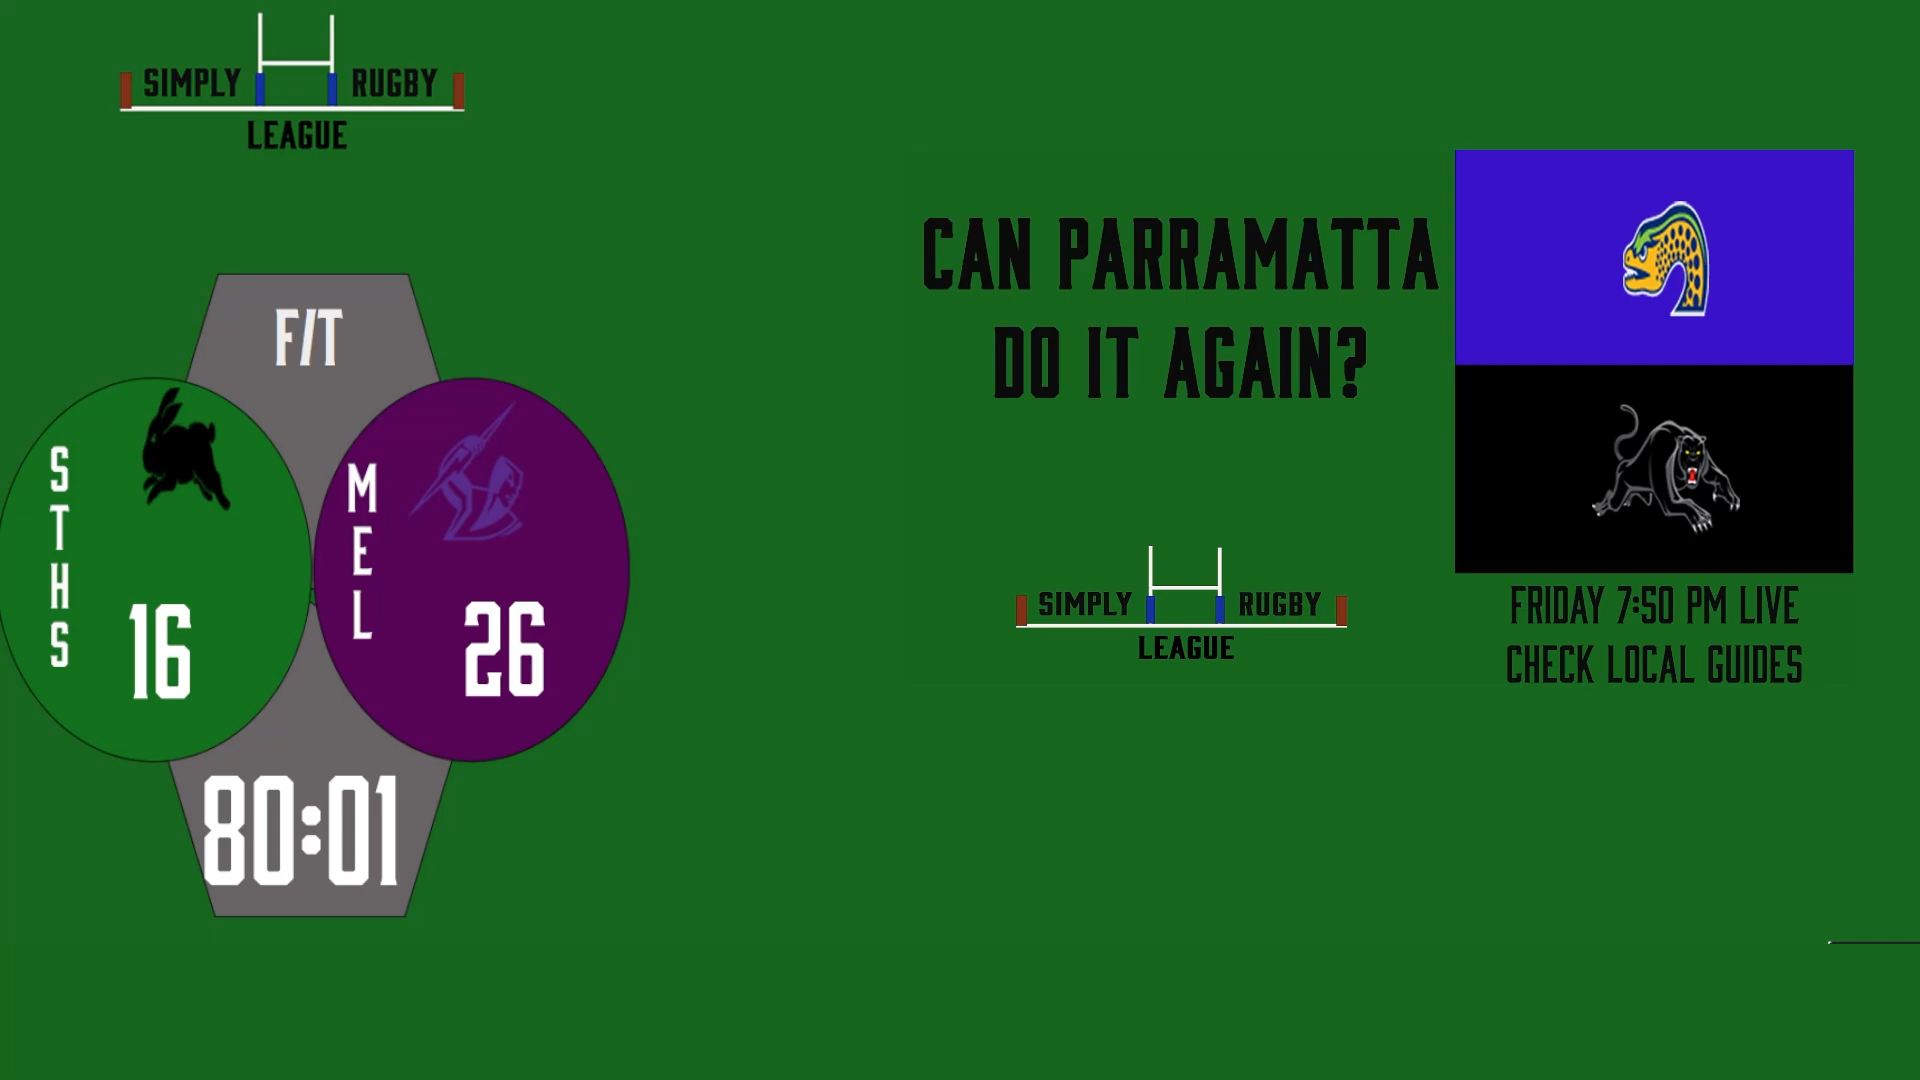 SIMPLY RUGBY
LEAGUE
F/T
STHS
16
MEL
26
80:01
CAN PARRAMATTA
DO IT AGAIN?
SIMPLY RUGBY
LEAGUE
FRIDAY 7:50 PM LIVE
CHECK LOCAL GUIDES